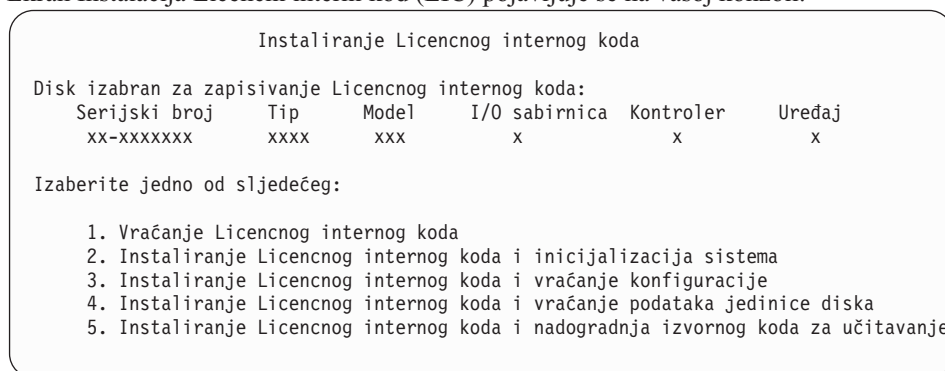 Ekran Instalacija Licencni interni kod (LIC) pojavljuje se na vašoj konzoli.
Instaliranje Licencnog internog koda
Disk izabran za zapisivanje Licencnog internog koda:
Serijski broj Tip Model I/O sabirnica Kontroler Uređaj
xx-xxxxxxx xxxx xxx x x x
Izaberite jedno od sljedećeg:
1. Vraćanje Licencnog internog koda
2. Instaliranje Licencnog internog koda i inicijalizacija sistema
3. Instaliranje Licencnog internog koda i vraćanje konfiguracije
4. Instaliranje Licencnog internog koda i vraćanje podataka jedinice diska
5. Instaliranje Licencnog internog koda i nadogradnja izvornog koda za učitavanje